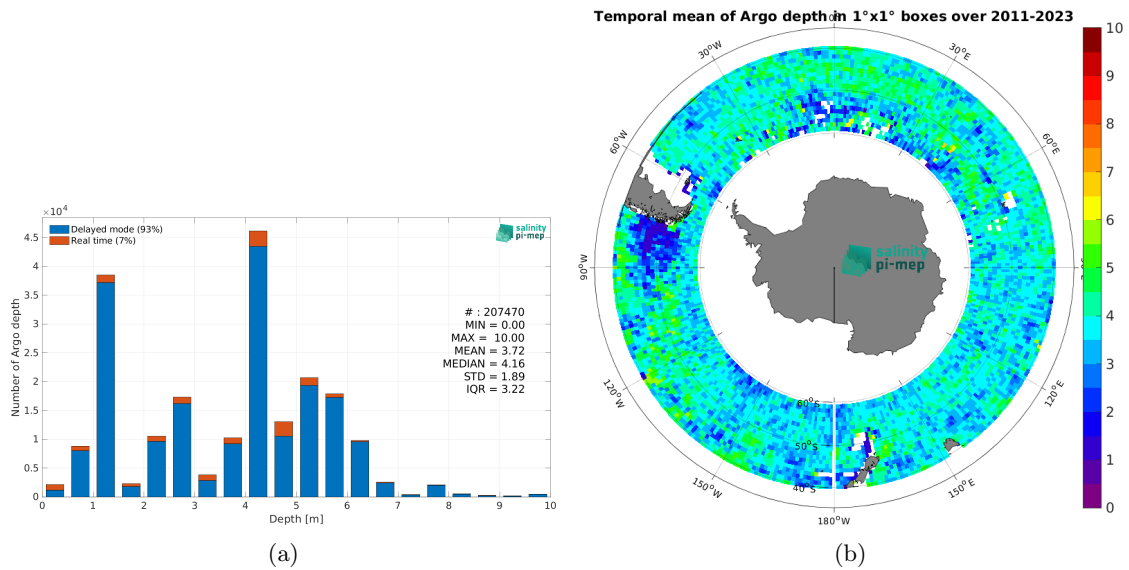 ×10⁴
4.5
4
3.5
3
2.5
2
1.5
1
0.5
0
Number of Argo depth
Delayed mode (93%)
Real time (7%)
salinity
pi-mep
# : 207470
MIN = 0.00
MAX = 10.00
MEAN = 3.72
MEDIAN = 4.16
STD = 1.89
IQR = 3.22
0 1 2 3 4 5 6 7 8 9 10
Depth [m]
(a)
Temporal mean of Argo depth in 1°x1° boxes over 2011-2023
30°W
30°E
60°W
60°E
90°W
salinity
pi-mep
120°W
120°E
60°S
50°S
40°S
150°W
150°E
180°W
10
9
8
7
6
5
4
3
2
1
0
(b)